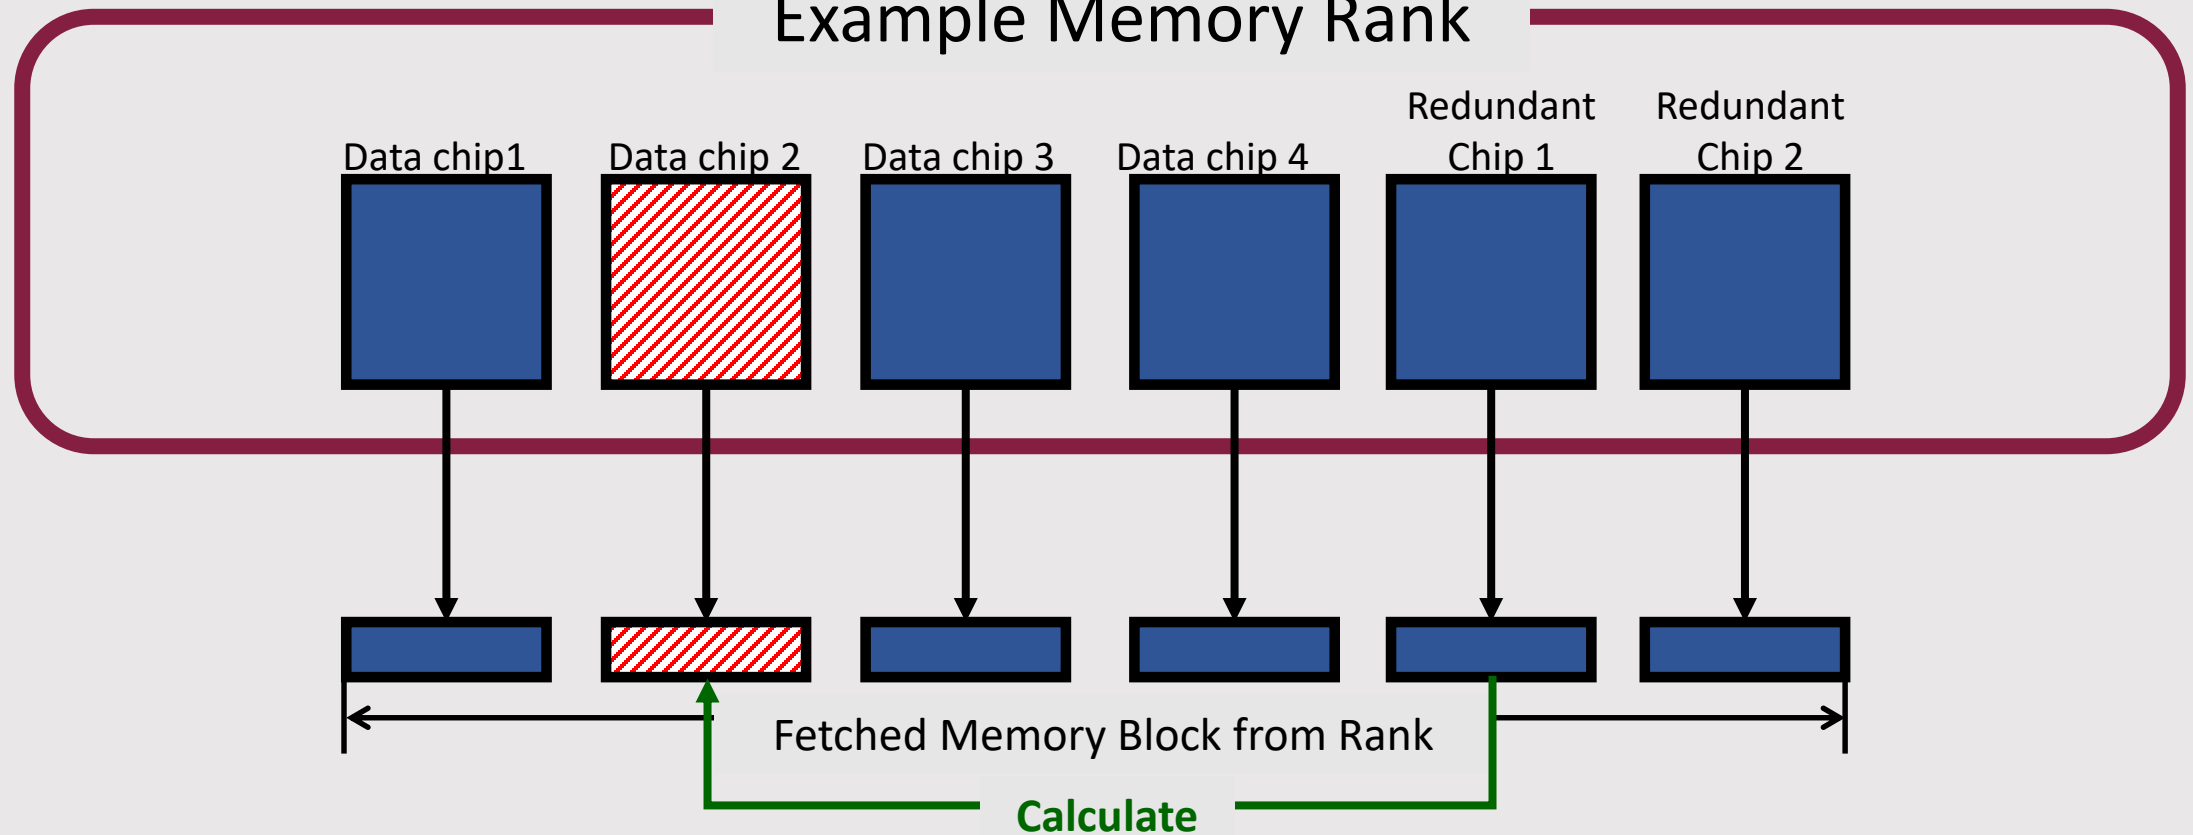 Example Memory Rank
Redundant
Redundant
Data chip1
Data chip 2
Data chip 3
Data chip 4
Chip 1
Chip 2
Fetched Memory Block from Rank
Calculate